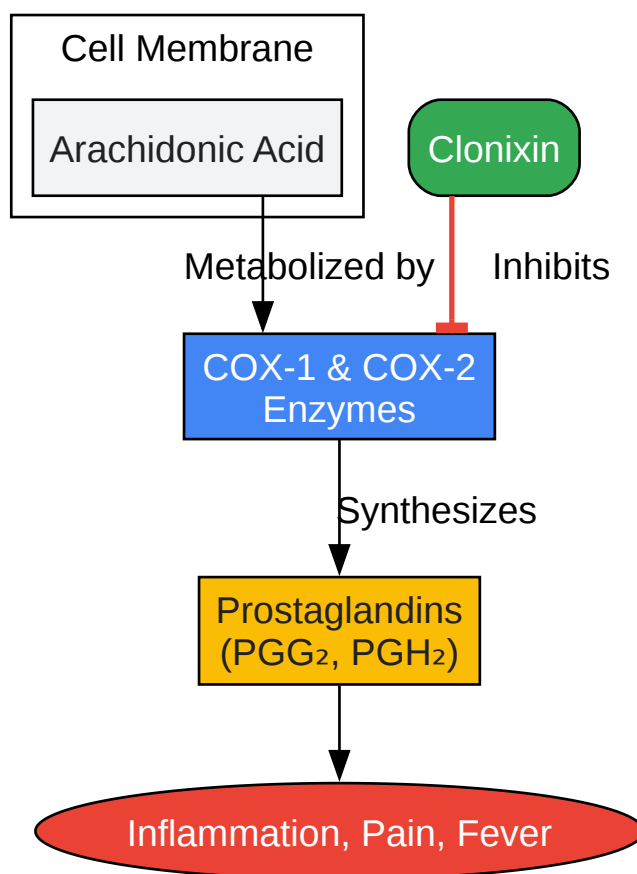 Cell Membrane
Arachidonic Acid
Clonixin
Metabolized by
Inhibits
COX-1 & COX-2
Enzymes
Synthesizes
Prostaglandins
(PGG₂, PGH₂)
Inflammation, Pain, Fever